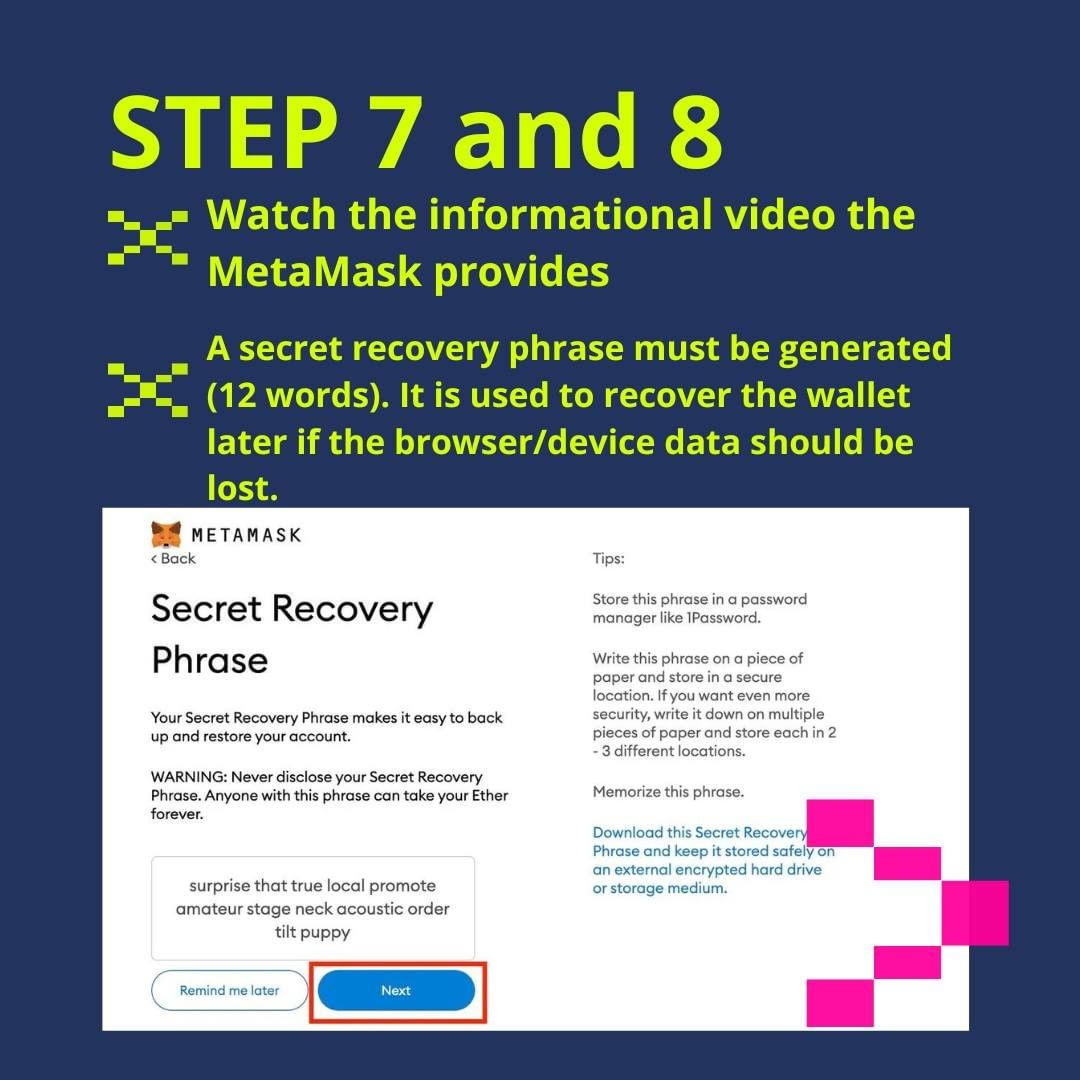 STEP 7 and 8
Watch the informational video the
MetaMask provides
A secret recovery phrase must be generated
(12 words). It is used to recover the wallet
later if the browser/device data should be
lost.
METAMASK
< Back
Secret Recovery
Phrase
Your Secret Recovery Phrase makes it easy to back
up and restore your account.
WARNING: Never disclose your Secret Recovery
Phrase. Anyone with this phrase can take your Ether
forever.
surprise that true local promote
amateur stage neck acoustic order
tilt puppy
Remind me later
Next
Tips:
Store this phrase in a password
manager like 1Password.
Write this phrase on a piece of
paper and store in a secure
location. If you want even more
security, write it down on multiple
pieces of paper and store each in 2
- 3 different locations.
Memorize this phrase.
Download this Secret Recovery
Phrase and keep it stored safely on
an external encrypted hard drive
or storage medium.